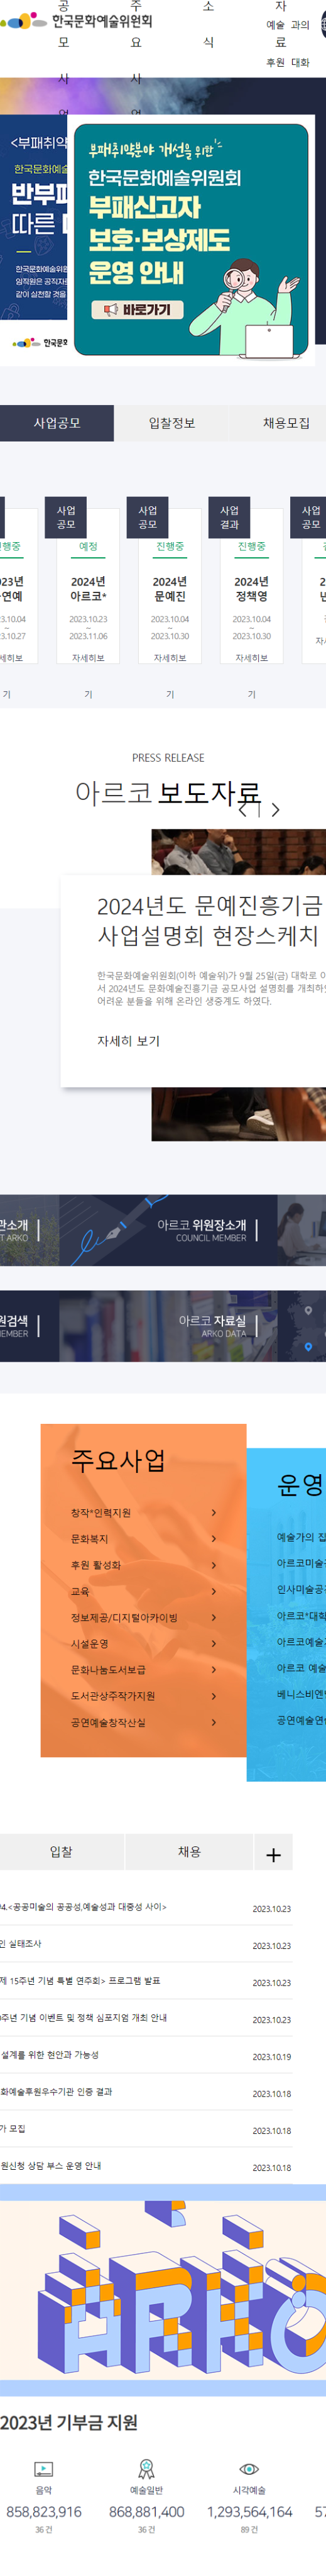 한국문화예술위원회
공 주 소 자
모 요 식 료
사 사
예술 과의
후원 대화
<부패취약
한국문화예술
반부패
따른
한국문화예술위원
임직원은 공직자
같이 실천할 것을
한국문화
부패취약분야 개선을 위한
한국문화예술위원회
부패신고자
보호·보상제도
운영 안내
바로가기
사업공모 입찰정보 채용모집
사업
공모
사업
공모
사업
결과
사업
공모
행중
예정
진행중
진행중
23년
연예
3.10.04
~
3.10.27
세히보
기
2024년
아르코*
2023.10.23
~
2023.11.06
자세히보
기
2024년
문예진
2023.10.04
~
2023.10.30
자세히보
기
2024년
정책영
2023.10.04
~
2023.10.30
자세히보
기
PRESS RELEASE
아르코 보도자료
2024년도 문예진흥기금
사업설명회 현장스케치
한국문화예술위원회(이하 예술위)가 9월 25일(금) 대학로 이
서 2024년도 문화예술진흥기금 공모사업 설명회를 개최하
어려운 분들을 위해 온라인 생중계도 하였다.
자세히 보기
관소개
T ARKO
아르코 위원장소개
COUNCIL MEMBER
원검색
EMBER
아르코 자료실
ARKO DATA
주요사업
창작*인력지원
문화복지
후원 활성화
교육
정보제공/디지털아카이빙
시설운영
문화나눔도서보급
도서관상주작가지원
공연예술창작산실
운영
예술가의 집
아르코미술
인사미술공
아르코*대학
아르코예술
아르코 예술
베니스비엔
공연예술연
입찰 채용 +
4.<공공미술의 공공성,예술성과 대중성 사이> 2023.10.23
인 실태조사 2023.10.23
제 15주년 기념 특별 연주회> 프로그램 발표 2023.10.23
주년 기념 이벤트 및 정책 심포지엄 개최 안내 2023.10.23
설계를 위한 현안과 가능성 2023.10.19
화예술후원우수기관 인증 결과 2023.10.18
가 모집 2023.10.18
원신청 상담 부스 운영 안내 2023.10.18
ARKO
2023년 기부금 지원
음악 예술일반 시각예술
858,823,916 868,881,400 1,293,564,164 57
36 건 36 건 89 건